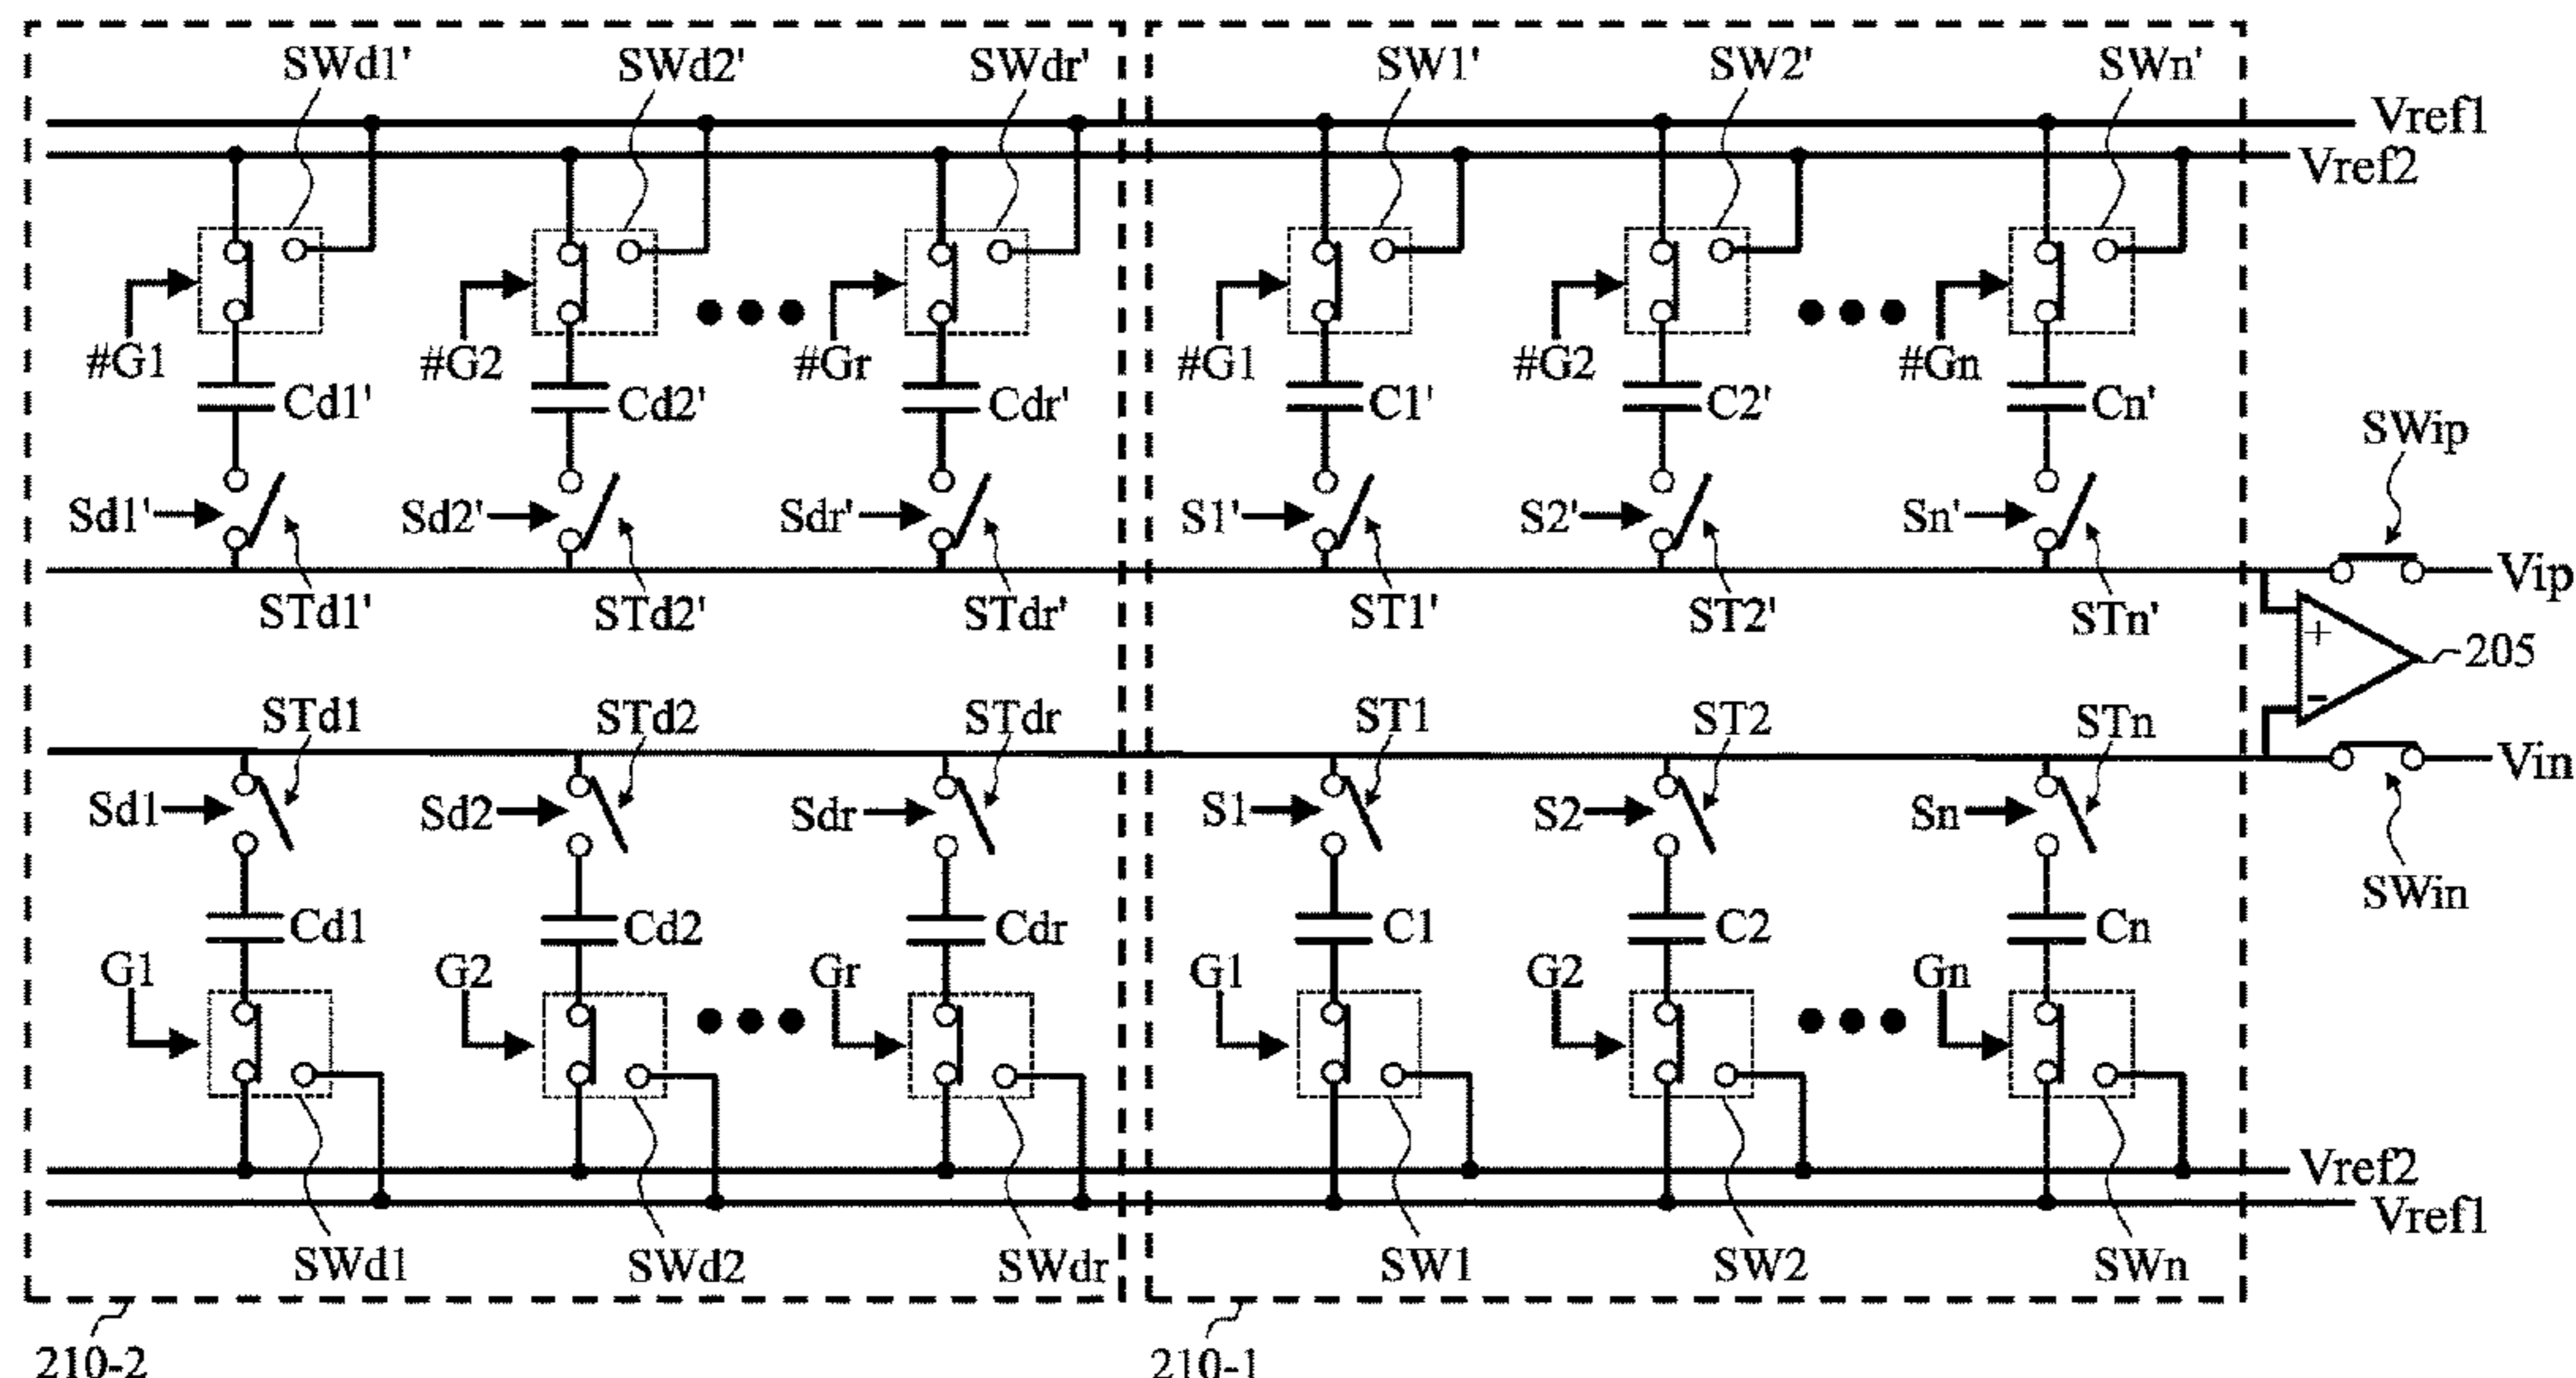 SWd1' SWd2' SWdr' SW1' SW2' SWn'
Vref1
Vref2
#G1 #G2 #Gr #G1 #G2 #Gn
Cd1' Cd2' Cdr' C1' C2' Cn'
SWip
Sd1' Sd2' Sdr' S1' S2' Sn'
Vip
STd1' STd2' STdr' ST1' ST2' STn'
+
205
-
STd1 STd2 STdr ST1 ST2 STn
Vin
Sd1 Sd2 Sdr S1 S2 Sn
SWin
Cd1 Cd2 Cdr C1 C2 Cn
G1 G2 Gr G1 G2 Gn
Vref2
Vref1
SWd1 SWd2 SWdr SW1 SW2 SWn
210-2 210-1